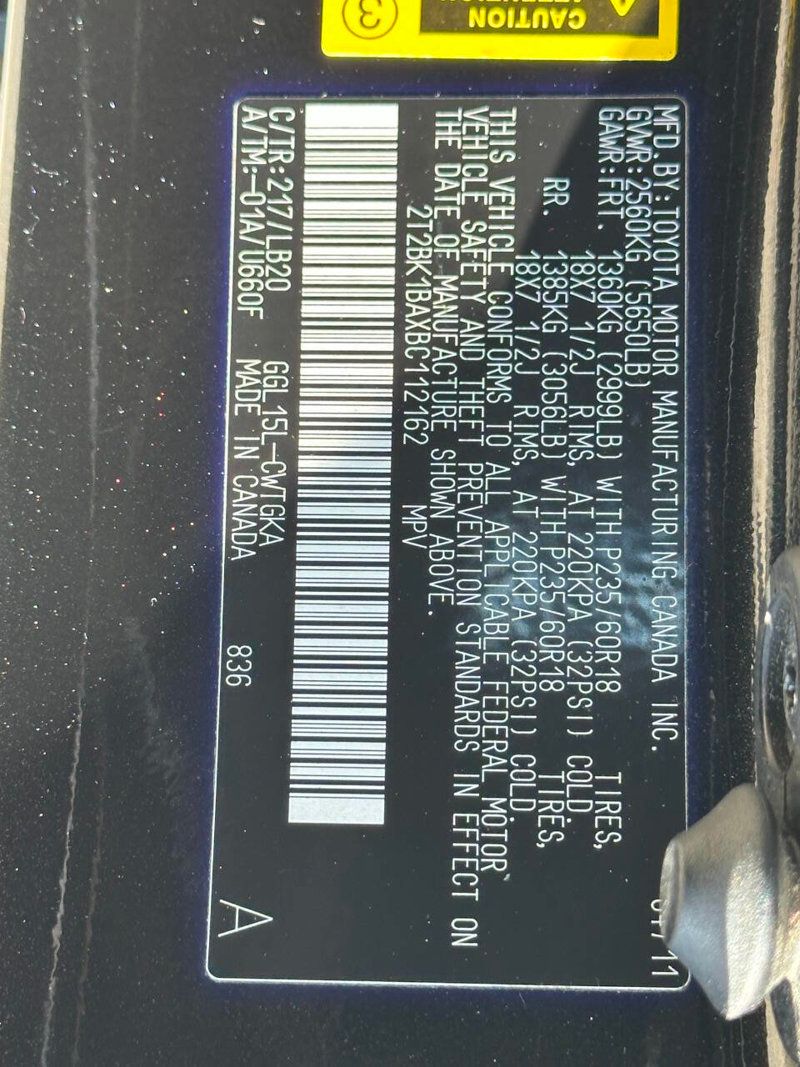 CAUTION
3
MFD. BY: TOYOTA MOTOR MANUFACTURING CANADA INC.
GVWR: 2560KG (5650LB)
GAWR: FRT. 1360KG (2999LB) WITH P235/60R18 TIRES,
18X7 1/2J RIMS, AT 220KPA (32PSI) COLD.
RR. 1385KG (3056LB) WITH P235/60R18 TIRES,
18X7 1/2J RIMS, AT 220KPA (32PSI) COLD.
THIS VEHICLE CONFORMS TO ALL APPLICABLE FEDERAL MOTOR
VEHICLE SAFETY AND THEFT PREVENTION STANDARDS IN EFFECT ON
THE DATE OF MANUFACTURE SHOWN ABOVE.
2T2BK1BAXBC112162 MPV
C/TR: 217//LB20 GGL15L-CWTGKA
A/TM: -01A/U660F MADE IN CANADA 836 A